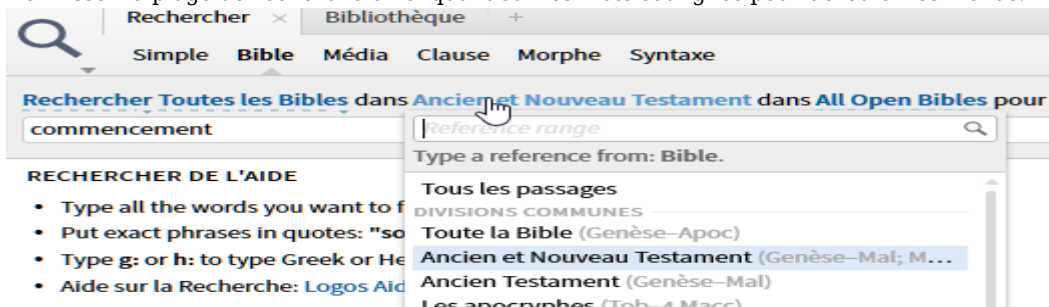 Rechercher × Bibliothèque +
Simple Bible Média Clause Morphe Syntaxe
Rechercher Toutes les Bibles dans Ancien et Nouveau Testament dans All Open Bibles pour
commencement
Reference range
Type a reference from: Bible.
RECHERCHER DE L'AIDE
• Type all the words you want to f
• Put exact phrases in quotes: "so
• Type g: or h: to type Greek or He
• Aide sur la Recherche: Logos Aid
Tous les passages
DIVISIONS COMMUNES
Toute la Bible (Genèse–Apoc)
Ancien et Nouveau Testament (Genèse–Mal; M...
Ancien Testament (Genèse–Mal)
Les apocryphes (Tob–4 Macc)